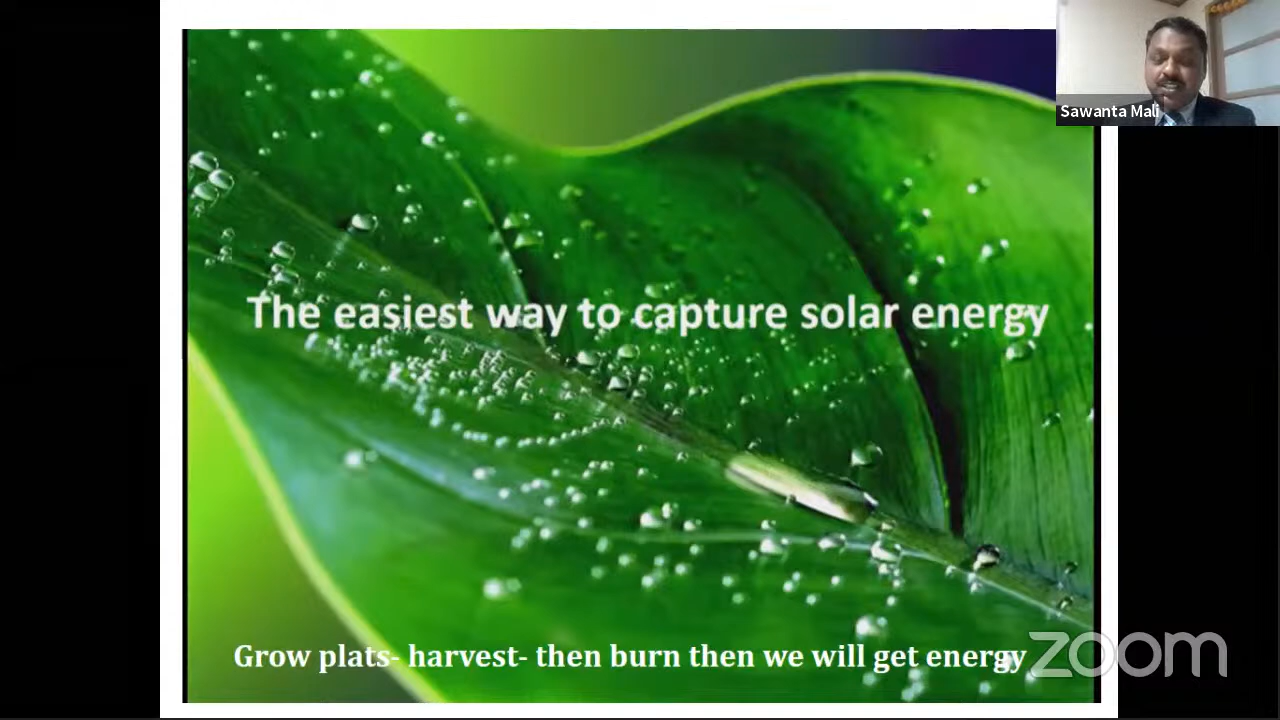 Sawanta Mali
The easiest way to capture solar energy
Grow plats- harvest- then burn then we will get energy
zoom